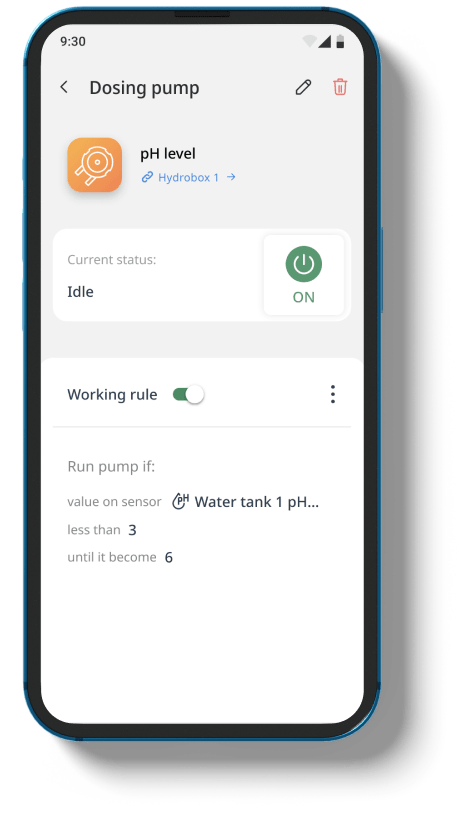 9:30
Dosing pump
pH level
Hydrobox 1
Current status:
Idle
ON
Working rule
Run pump if:
value on sensor pH Water tank 1 pH...
less than 3
until it become 6